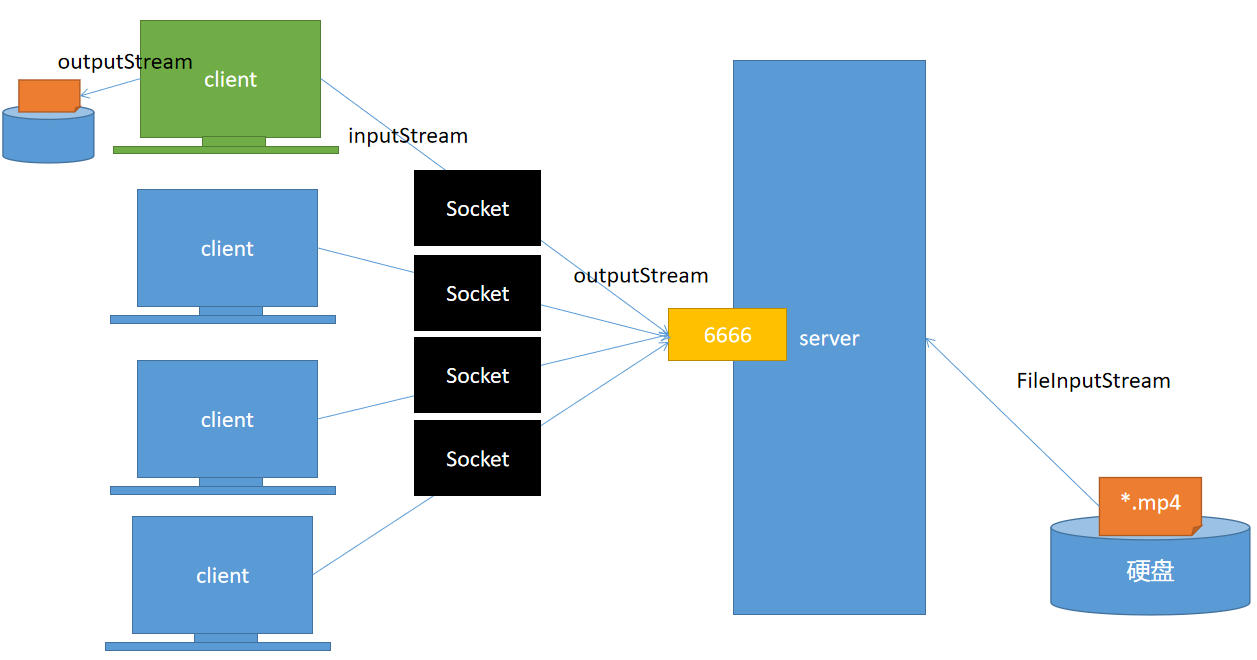 outputStream
client
inputStream
Socket
client
Socket
outputStream
6666
server
Socket
FileInputStream
client
Socket
*.mp4
client
硬盘